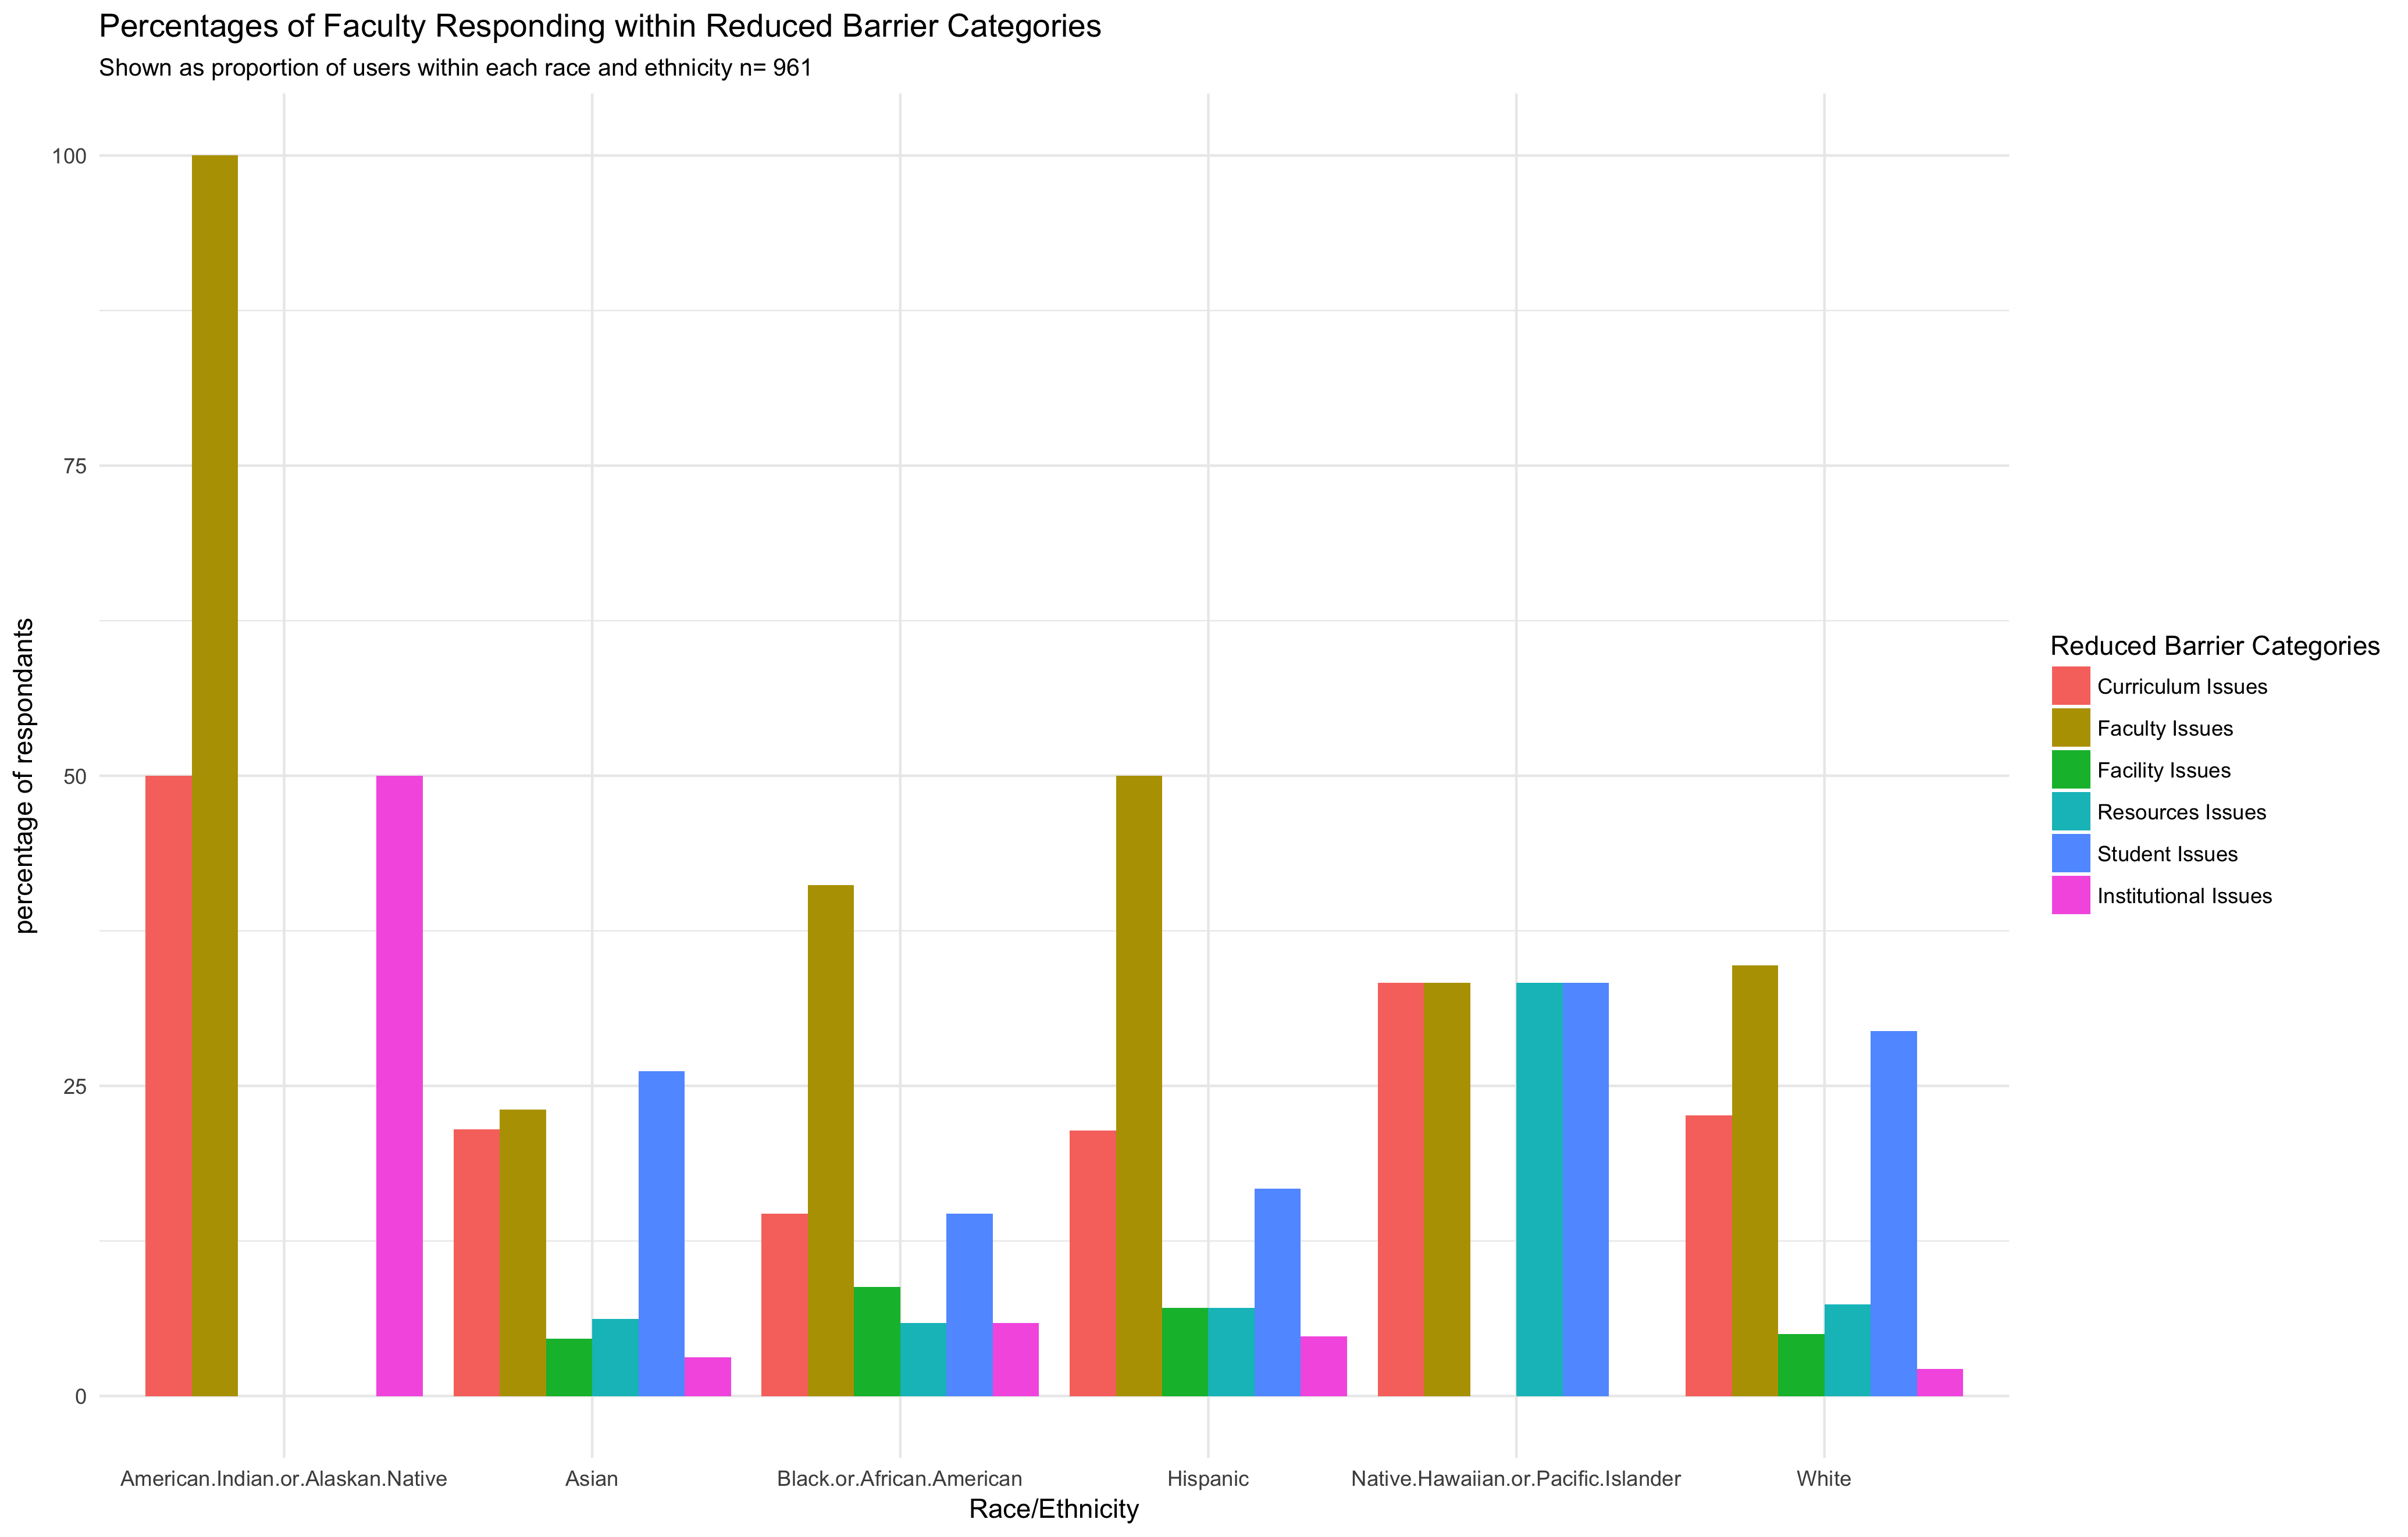 Percentages of Faculty Responding within Reduced Barrier Categories
Shown as proportion of users within each race and ethnicity n= 961
100
75
50
25
0
percentage of respondants
American.Indian.or.Alaskan.Native
Asian
Black.or.African.American
Hispanic
Native.Hawaiian.or.Pacific.Islander
White
Race/Ethnicity
Reduced Barrier Categories
Curriculum Issues
Faculty Issues
Facility Issues
Resources Issues
Student Issues
Institutional Issues